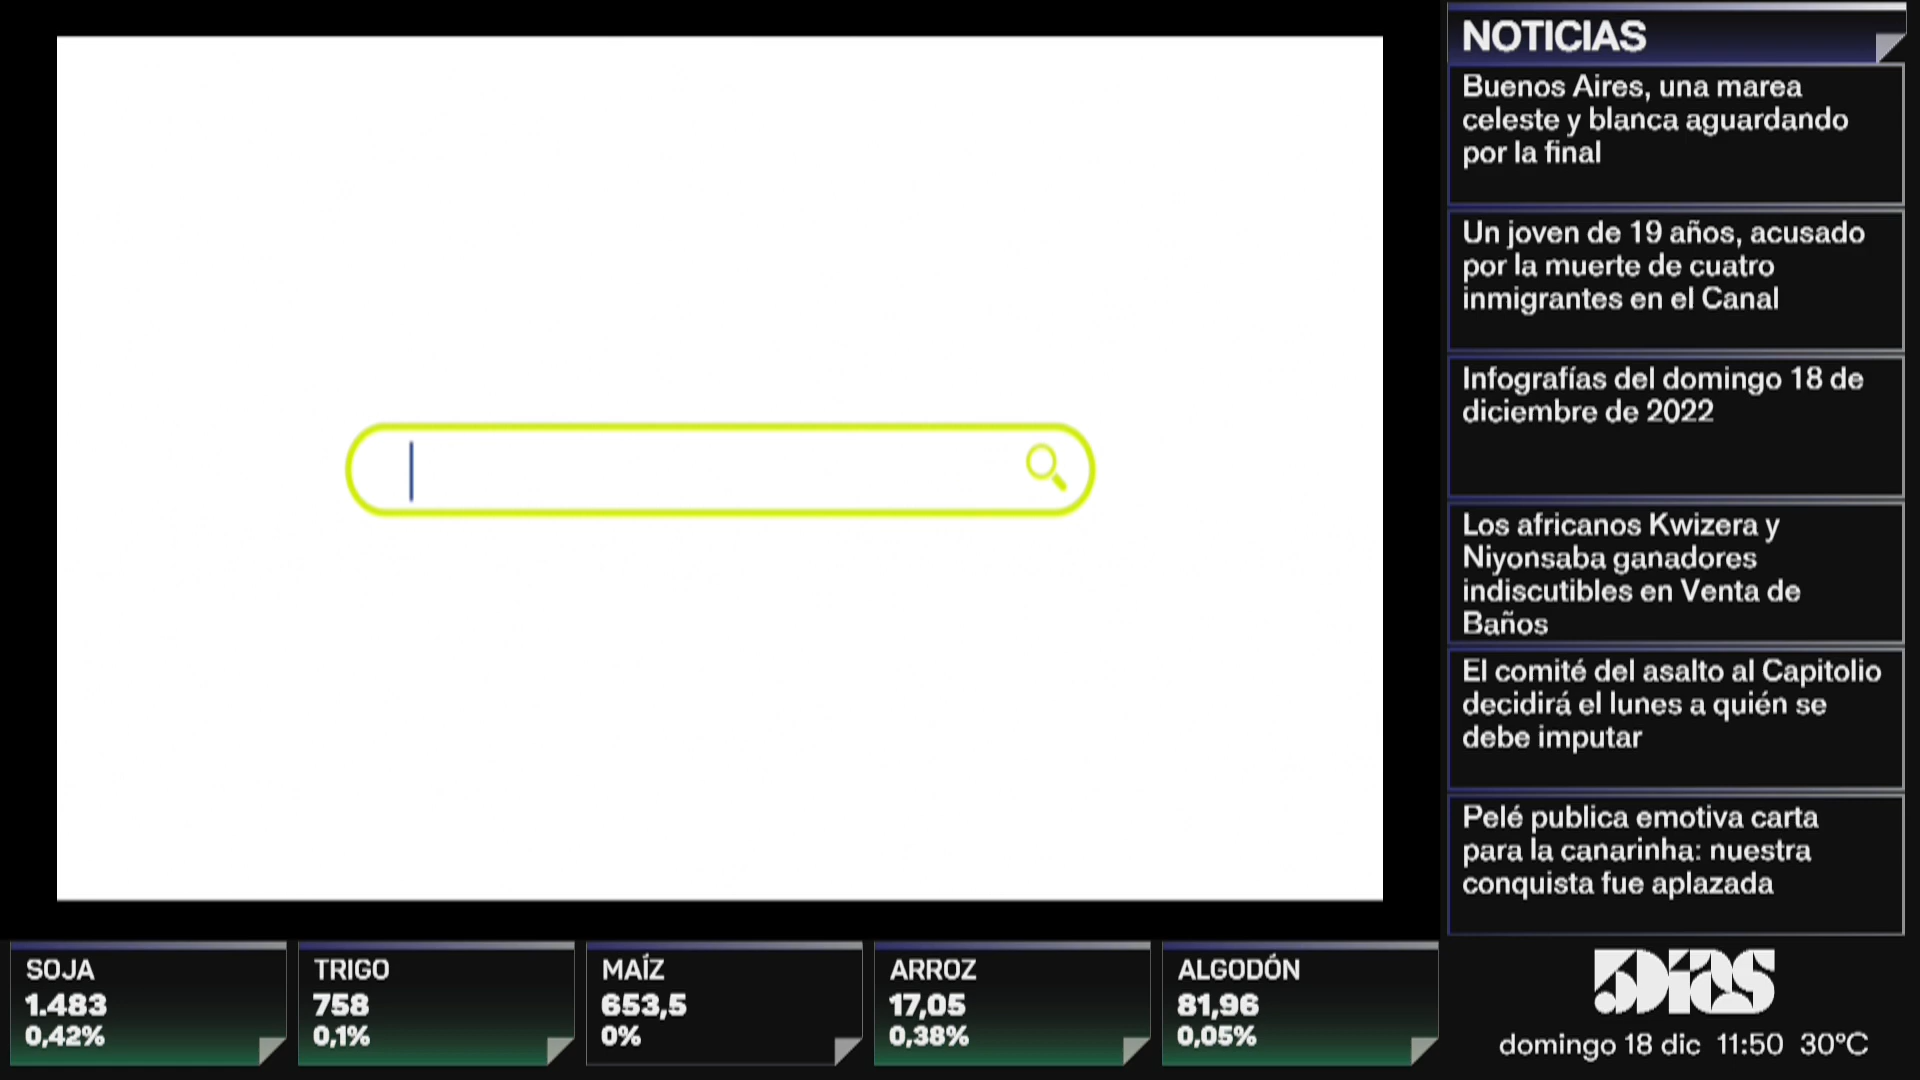 NOTICIAS
Buenos Aires, una marea
celeste y blanca aguardando
por la final
Un joven de 19 años, acusado
por la muerte de cuatro
inmigrantes en el Canal
Infografías del domingo 18 de
diciembre de 2022
Los africanos Kwizera y
Niyonsaba ganadores
indiscutibles en Venta de
Baños
El comité del asalto al Capitolio
decidirá el lunes a quién se
debe imputar
Pelé publica emotiva carta
para la canarinha: nuestra
conquista fue aplazada
SOJA
1.483
0,42%
TRIGO
758
0,1%
MAÍZ
653,5
0%
ARROZ
17,05
0,38%
ALGODÓN
81,96
0,05%
5DIAS
domingo 18 dic 11:50 30°C